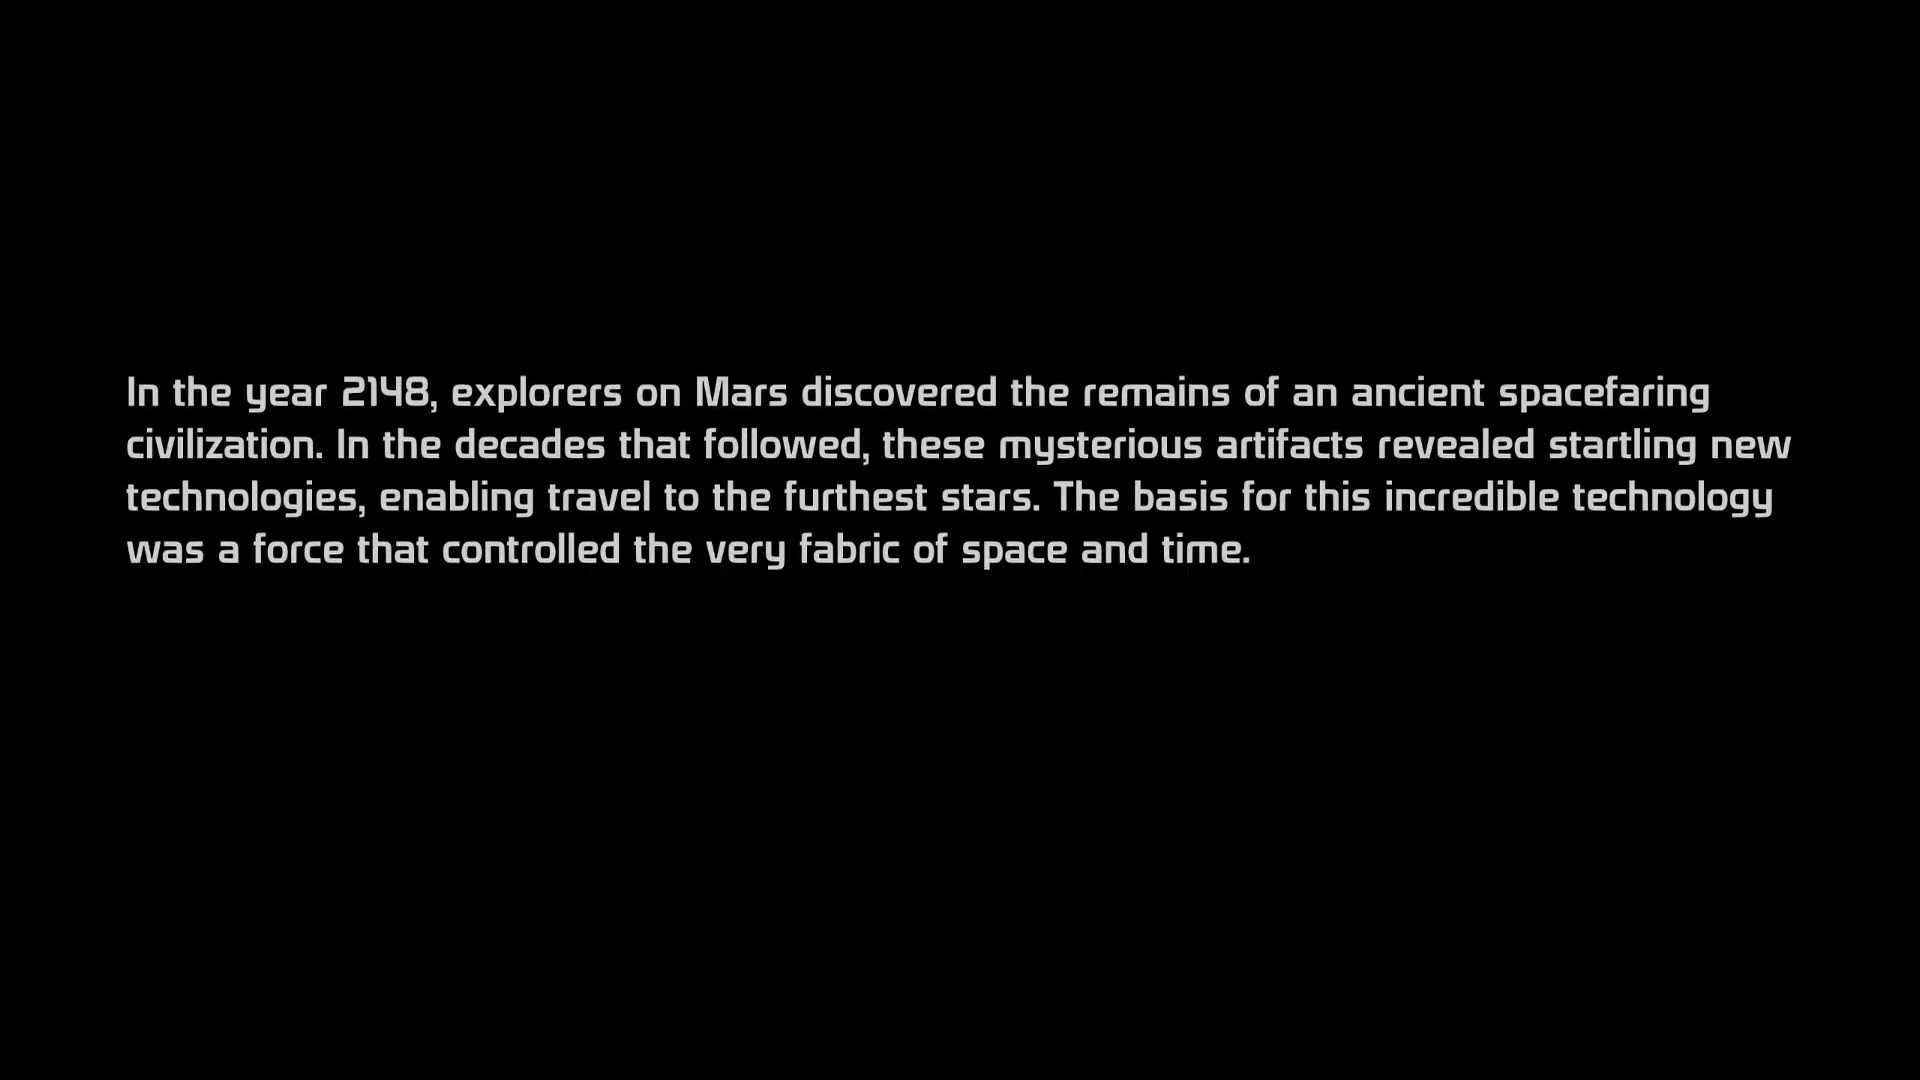 In the year 2148, explorers on Mars discovered the remains of an ancient spacefaring
civilization. In the decades that followed, these mysterious artifacts revealed startling new
technologies, enabling travel to the furthest stars. The basis for this incredible technology
was a force that controlled the very fabric of space and time.